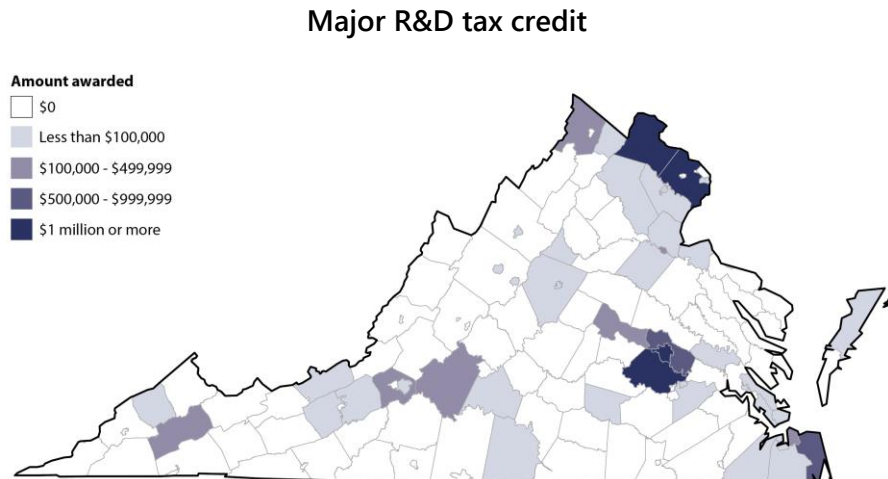 Major R&D tax credit
Amount awarded
$0
Less than $100,000
$100,000 - $499,999
$500,000 - $999,999
$1 million or more